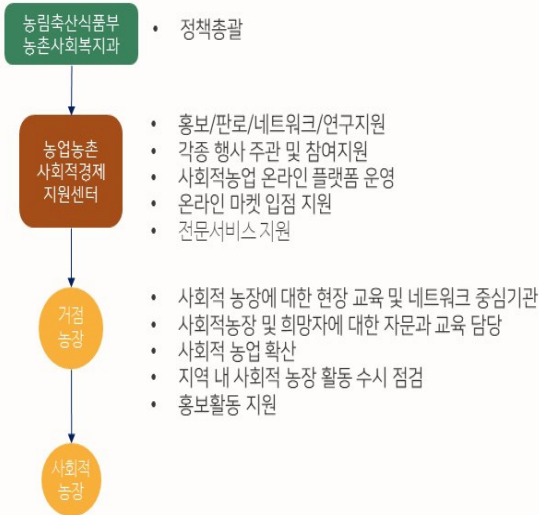 농림축산식품부
농촌사회복지과
• 정책총괄
농업농촌
사회적경제
지원센터
• 홍보/판로/네트워크/연구지원
• 각종 행사 주관 및 참여지원
• 사회적농업 온라인 플랫폼 운영
• 온라인 마켓 입점 지원
• 전문서비스 지원
거점
농장
• 사회적 농장에 대한 현장 교육 및 네트워크 중심기관
• 사회적농장 및 희망자에 대한 자문과 교육 담당
• 사회적 농업 확산
• 지역 내 사회적 농장 활동 수시 점검
• 홍보활동 지원
사회적
농장